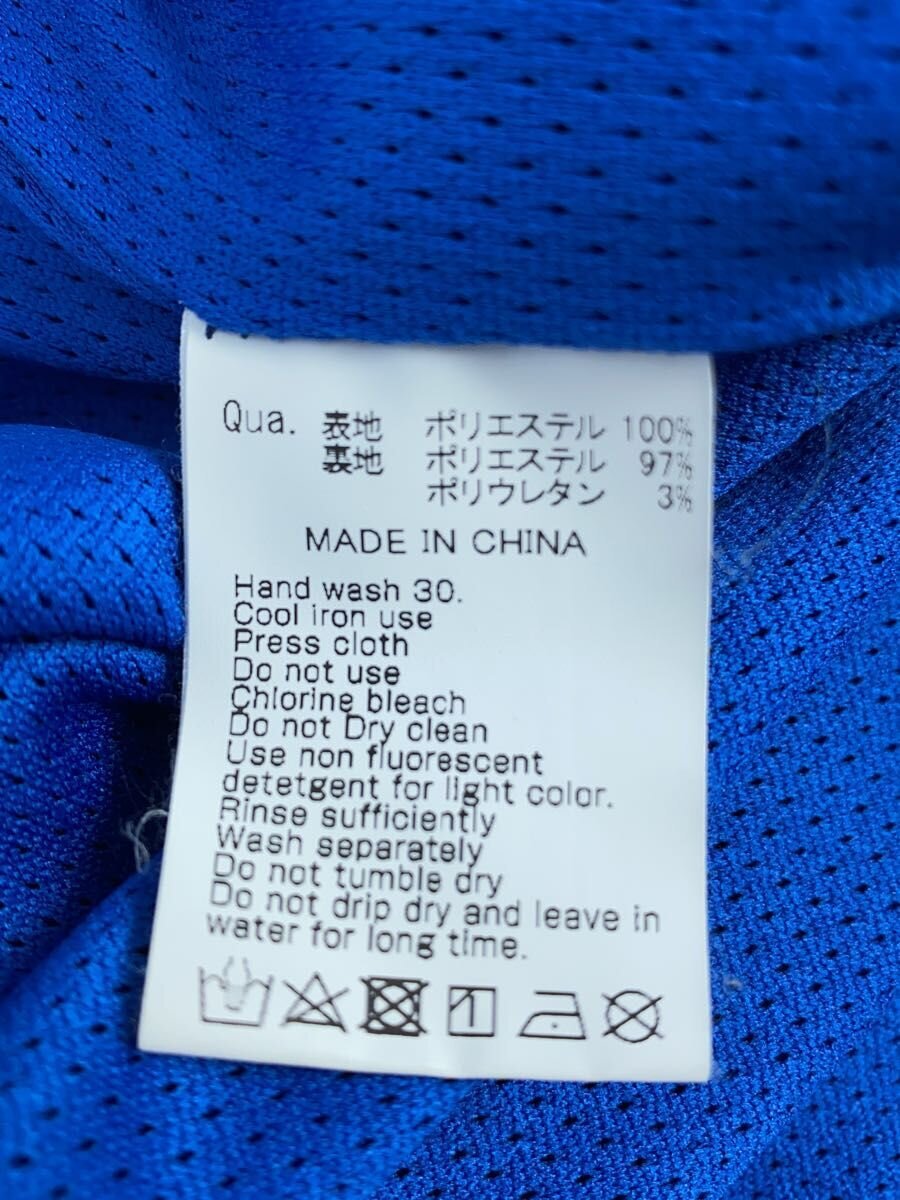 Qua. 表地 ポリエステル 100%
裏地 ポリエステル 97%
ポリウレタン 3%
MADE IN CHINA
Hand wash 30.
Cool iron use
Press cloth
Do not use
Chlorine bleach
Do not Dry clean
Use non fluorescent
detetgent for light color.
Rinse sufficiently
Wash separately
Do not tumble dry
Do not drip dry and leave in
water for long time.